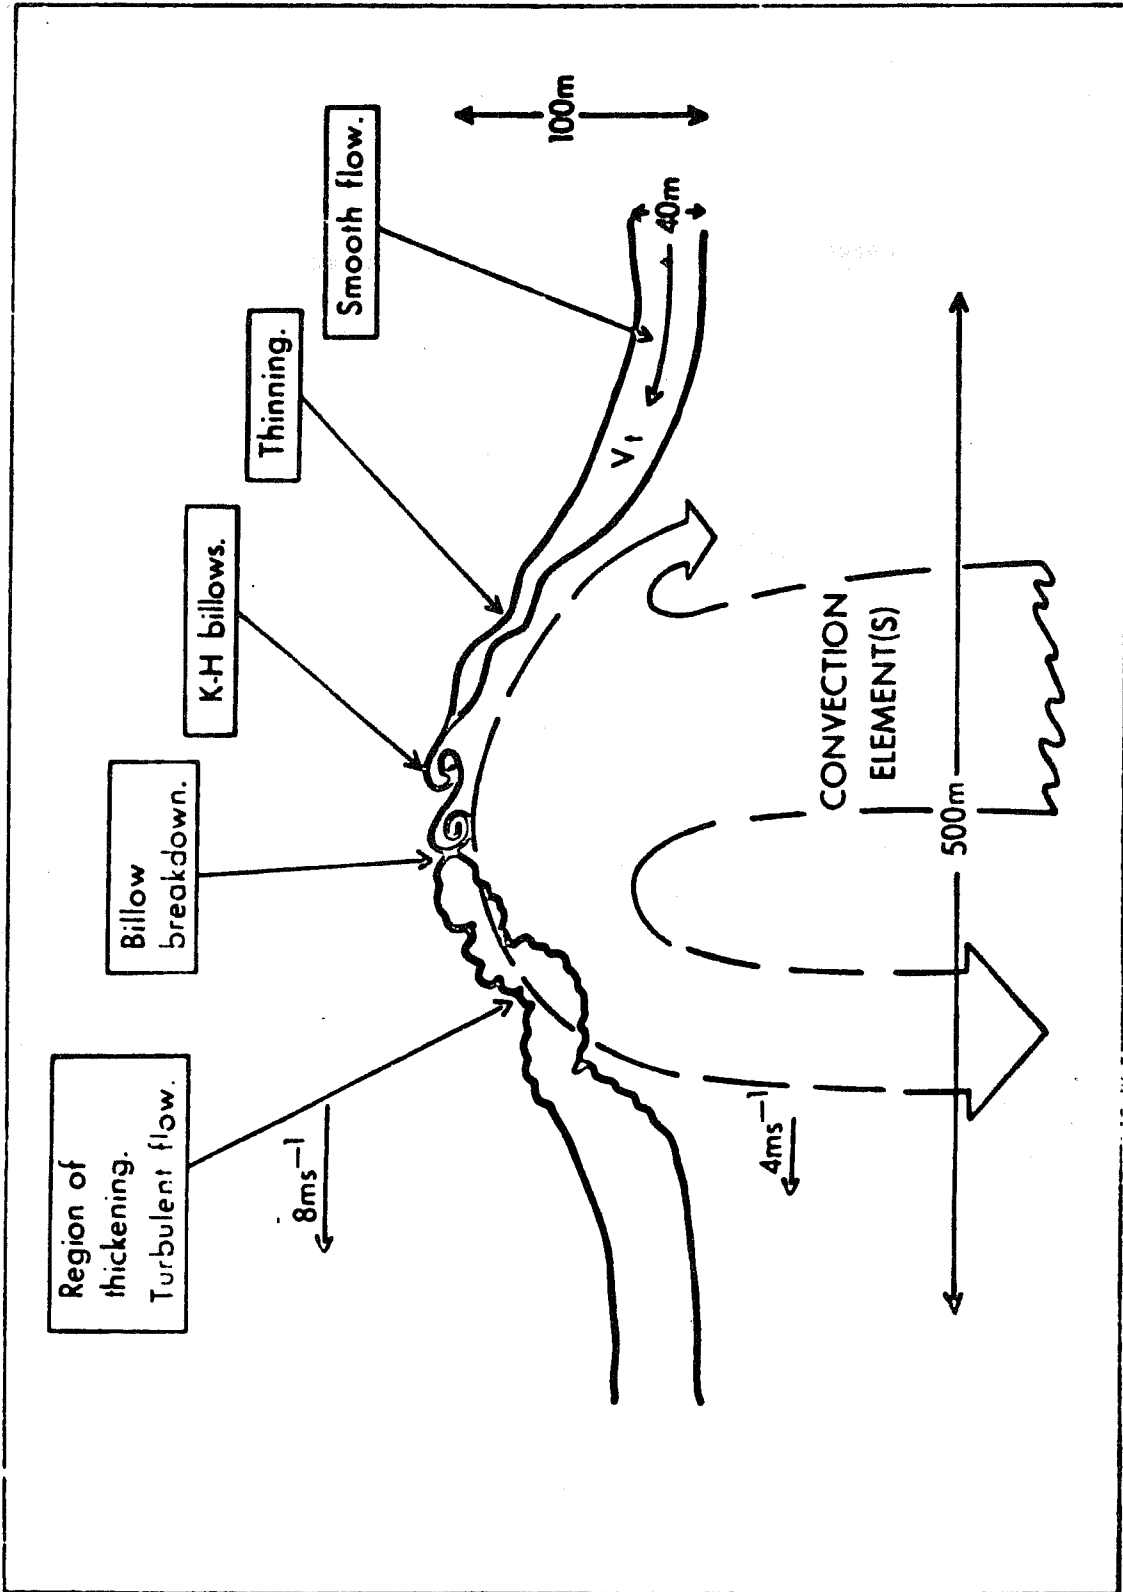 Region of
thickening.
Turbulent flow.
Billow
breakdown.
K-H billows.
Thinning.
Smooth flow.
8ms⁻¹
100m
40m
Vt
4ms⁻¹
CONVECTION
ELEMENT(S)
500m